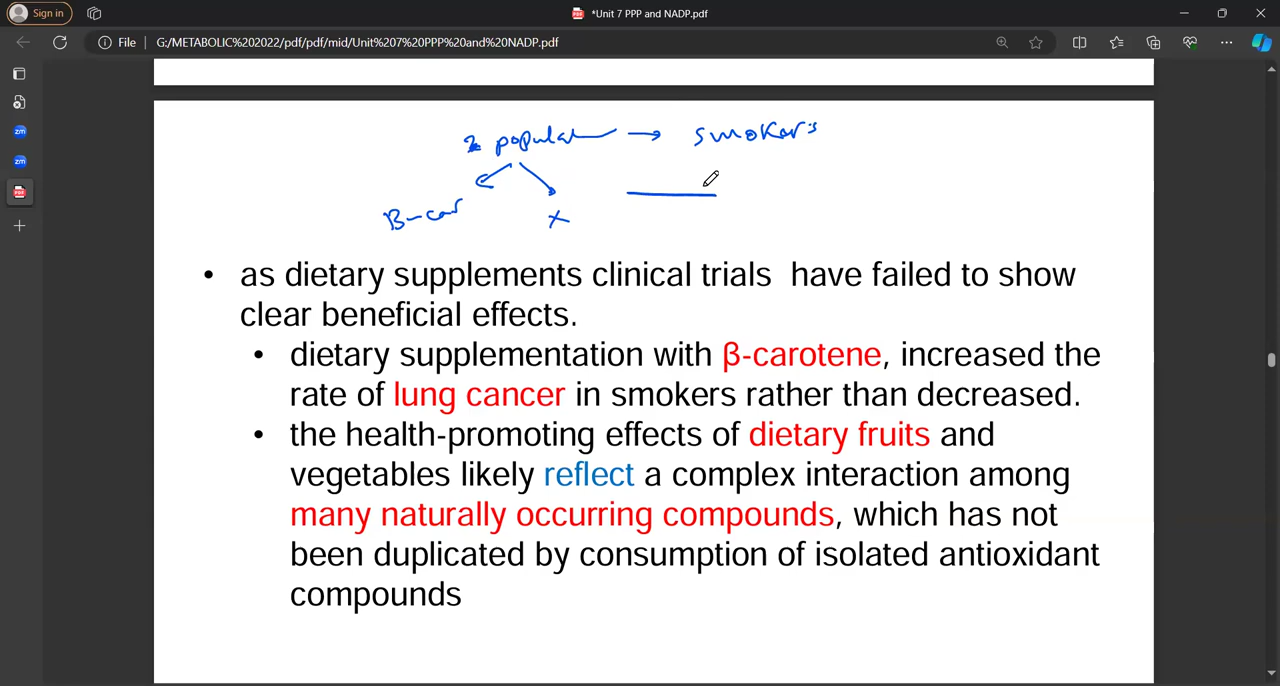 Sign in
*Unit 7 PPP and NADP.pdf
File
G:/METABOLIC%202022/pdf/pdf/mid/Unit%207%20PPP%20and%20NADP.pdf
zm
zm
2 populat → smokers
B-car
x
• as dietary supplements clinical trials have failed to show
clear beneficial effects.
• dietary supplementation with β-carotene, increased the
rate of lung cancer in smokers rather than decreased.
• the health-promoting effects of dietary fruits and
vegetables likely reflect a complex interaction among
many naturally occurring compounds, which has not
been duplicated by consumption of isolated antioxidant
compounds